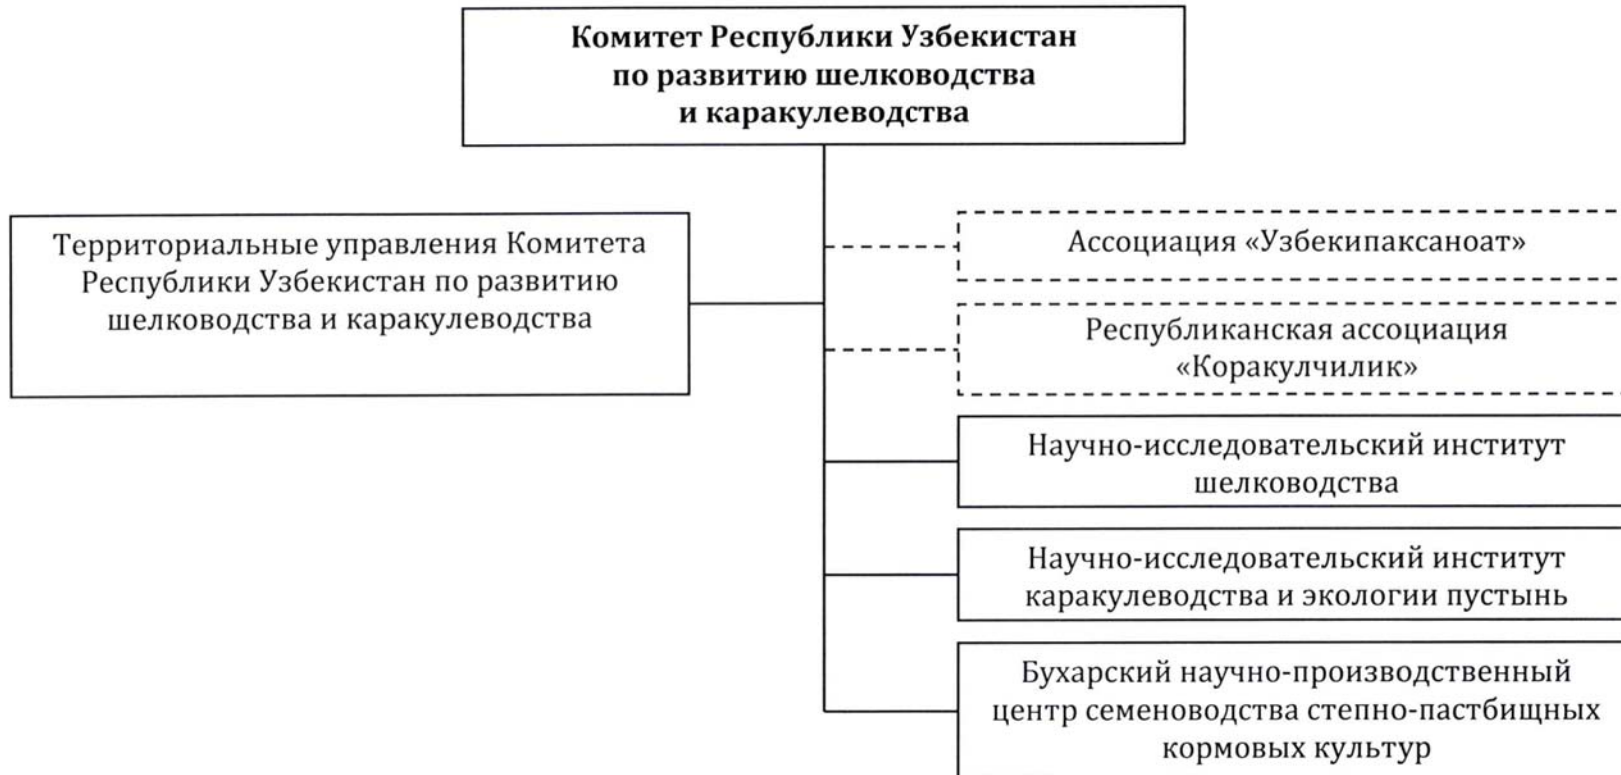 Комитет Республики Узбекистан
по развитию шелководства
и каракулеводства
Территориальные управления Комитета
Республики Узбекистан по развитию
шелководства и каракулеводства
Ассоциация «Узбекипаксаноат»
Республиканская ассоциация
«Коракулчилик»
Научно-исследовательский институт
шелководства
Научно-исследовательский институт
каракулеводства и экологии пустынь
Бухарский научно-производственный
центр семеноводства степно-пастбищных
кормовых культур